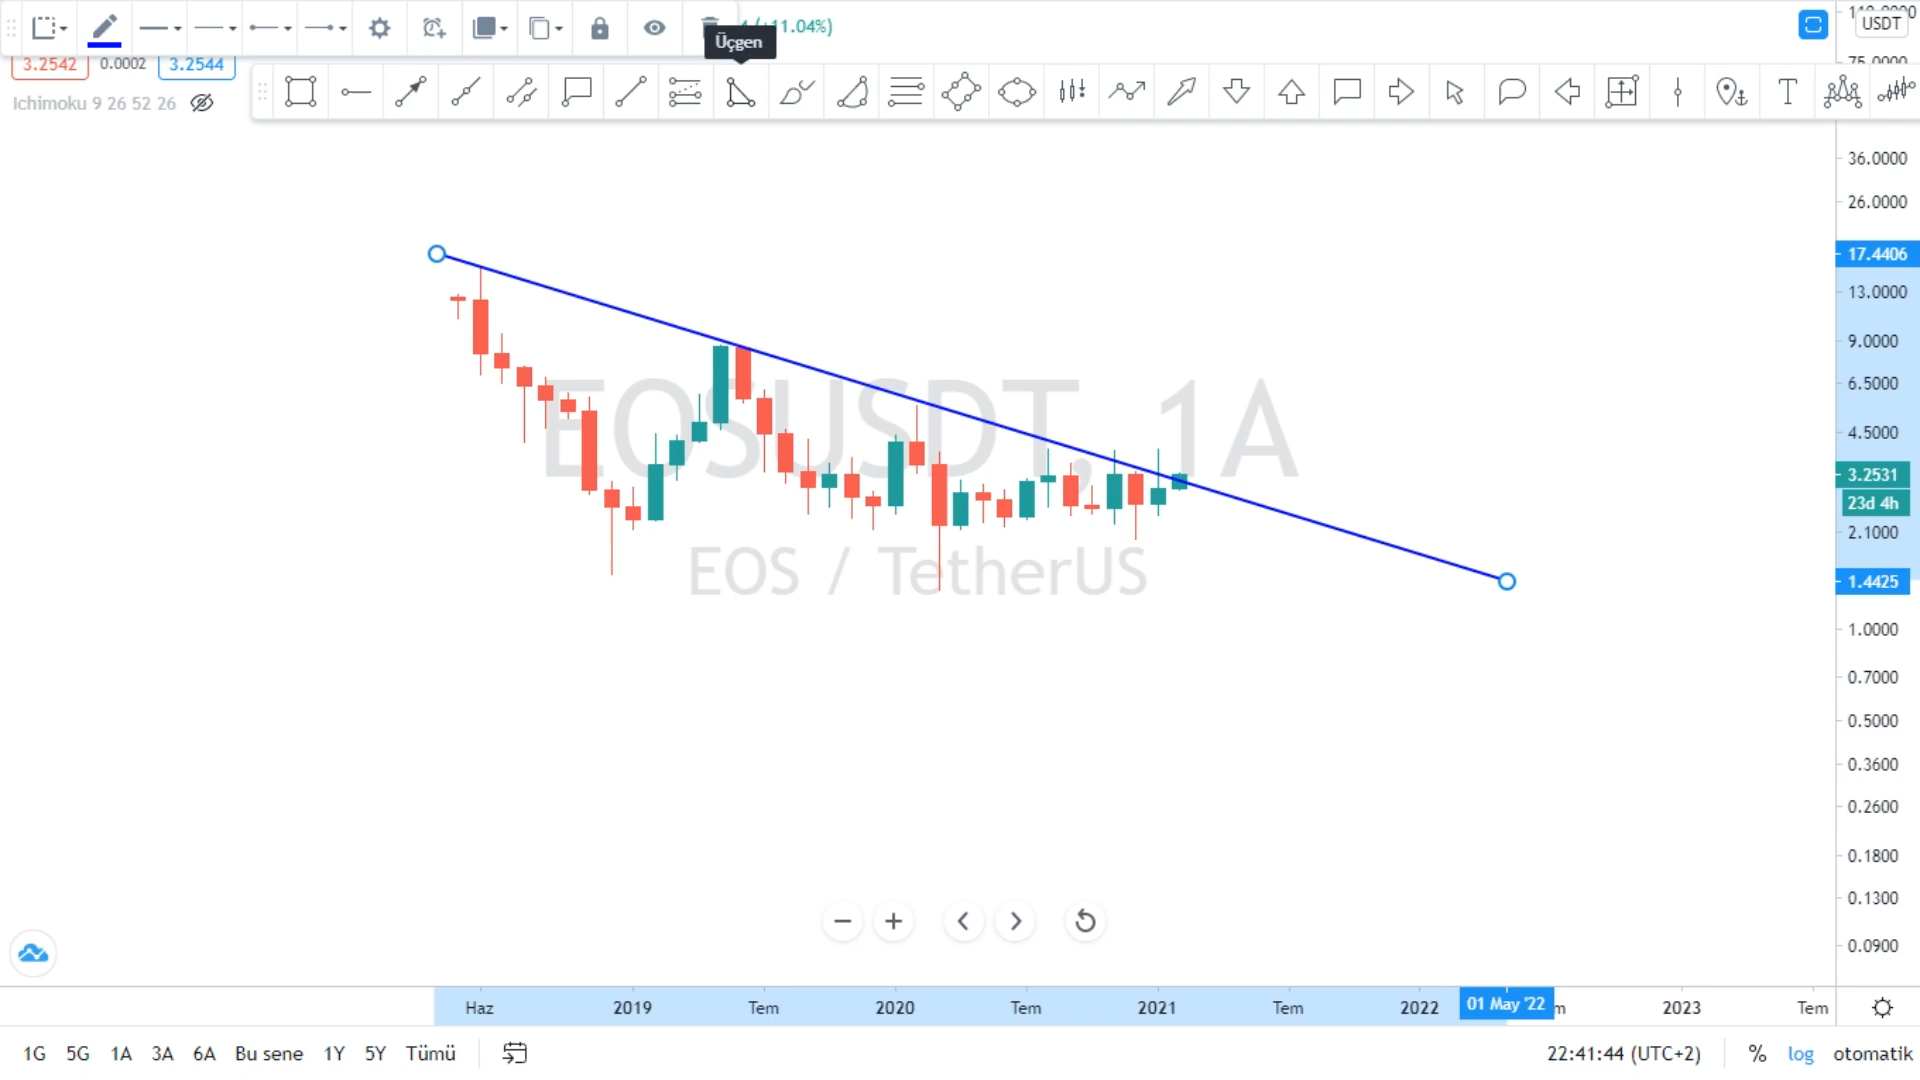 Üçgen
11.04%)
USDT
3.2542
0.0002
3.2544
Ichimoku 9 26 52 26
T
36.0000
26.0000
17.4406
13.0000
9.0000
6.5000
4.5000
3.2531
23d 4h
2.1000
1.4425
1.0000
0.7000
0.5000
0.3600
0.2600
0.1800
0.1300
0.0900
EOSUSDT, 1A
EOS / TetherUS
Haz
2019
Tem
2020
Tem
2021
Tem
2022
01 May '22
2023
Tem
1G 5G 1A 3A 6A Bu sene 1Y 5Y Tümü
22:41:44 (UTC+2)
%
log
otomatik